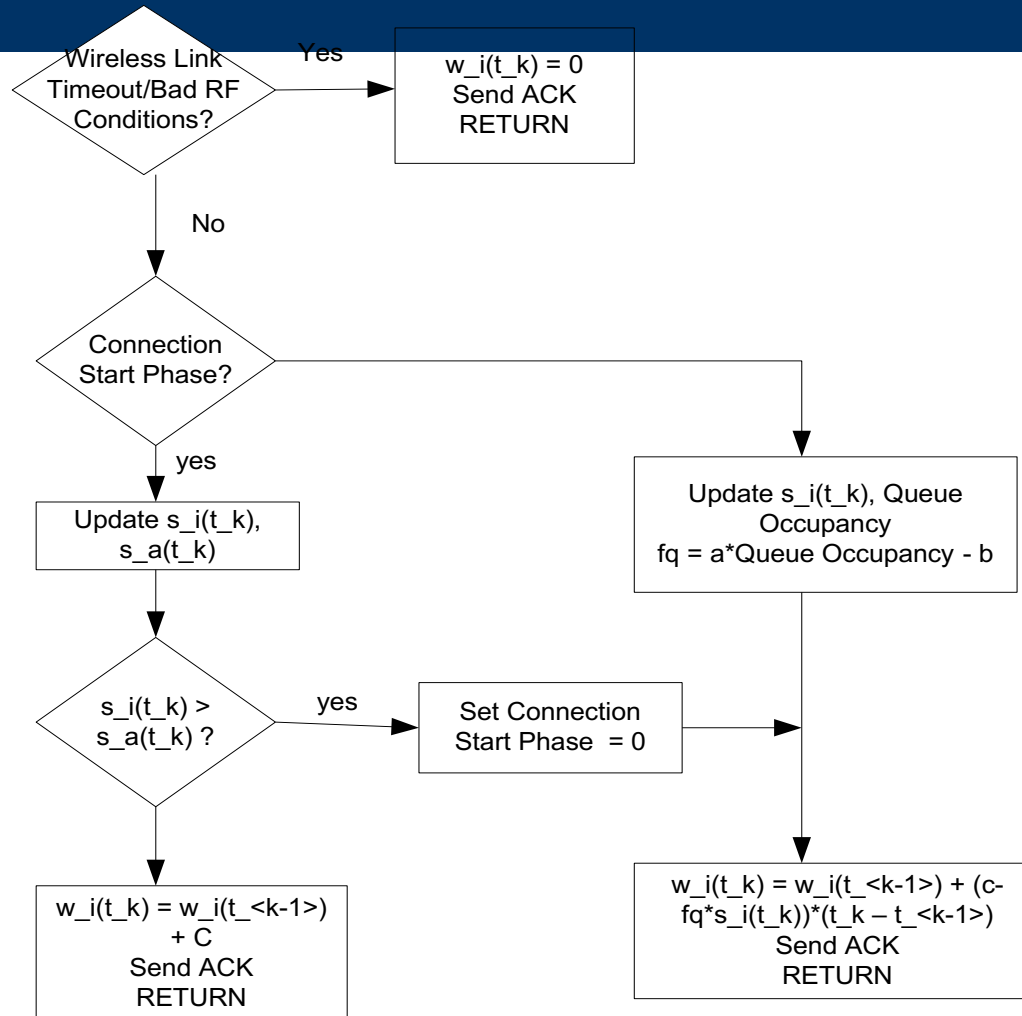 Wireless Link
Timeout/Bad RF
Conditions?
Yes
w_i(t_k) = 0
Send ACK
RETURN
No
Connection
Start Phase?
yes
Update s_i(t_k),
s_a(t_k)
Update s_i(t_k), Queue
Occupancy
fq = a*Queue Occupancy - b
s_i(t_k) >
s_a(t_k) ?
yes
Set Connection
Start Phase = 0
w_i(t_k) = w_i(t_<k-1>)
+ C
Send ACK
RETURN
w_i(t_k) = w_i(t_<k-1>) + (c-
fq*s_i(t_k))*(t_k – t_<k-1>)
Send ACK
RETURN